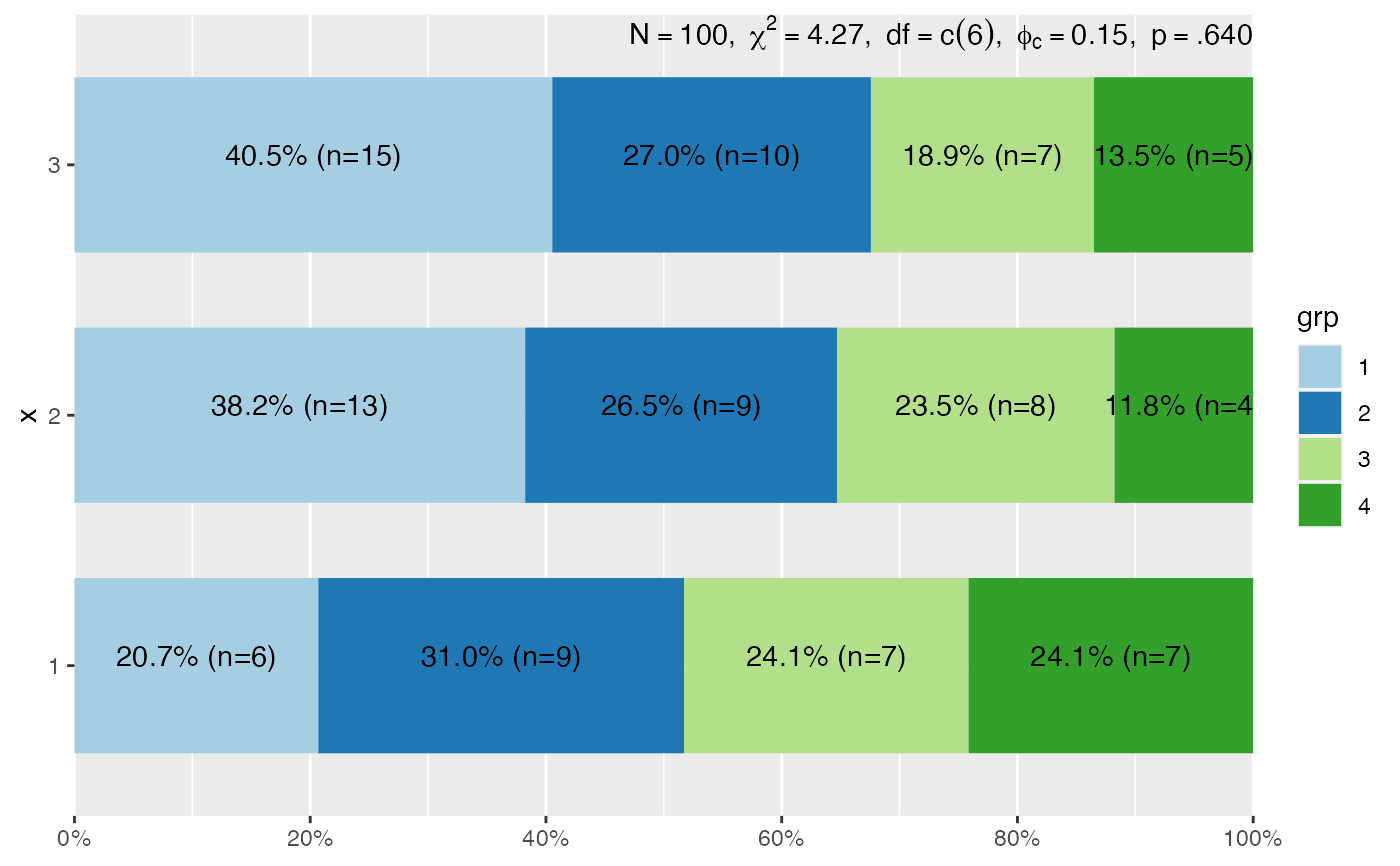 N = 100, χ2 = 4.27, df = c(6), ϕc = 0.15, p = .640
3
40.5% (n=15) 27.0% (n=10) 18.9% (n=7) 13.5% (n=5)
grp
1
2
3
4
x
2
38.2% (n=13) 26.5% (n=9) 23.5% (n=8) 11.8% (n=4
1
20.7% (n=6) 31.0% (n=9) 24.1% (n=7) 24.1% (n=7)
0% 20% 40% 60% 80% 100%